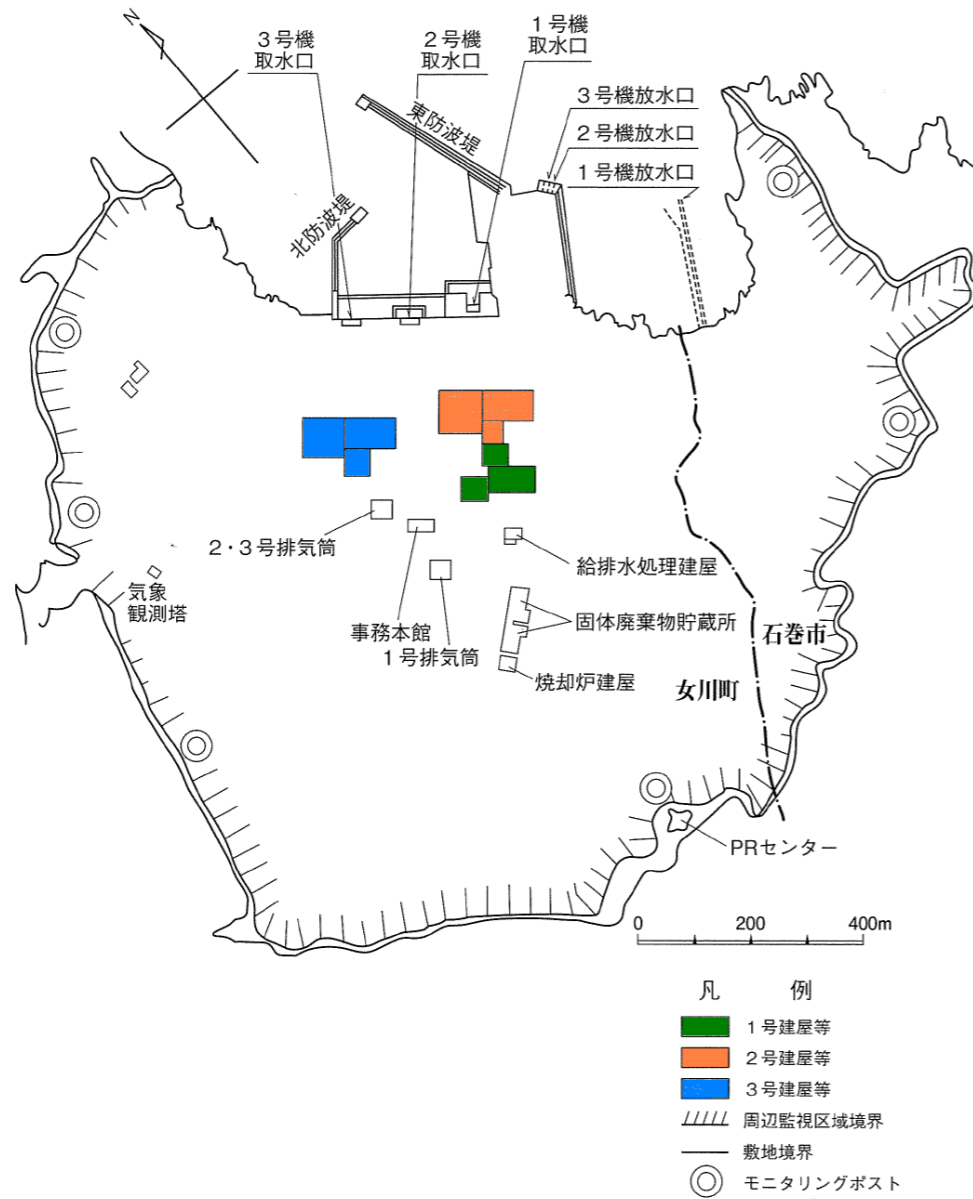 N
3号機
取水口
2号機
取水口
1号機
取水口
東防波堤
3号機放水口
2号機放水口
1号機放水口
北防波堤
2・3号排気筒
給排水処理建屋
気象
観測塔
事務本館
固体廃棄物貯蔵所
石巻市
1号排気筒
焼却炉建屋
女川町
PRセンター
0 200 400m
凡 例
1号建屋等
2号建屋等
3号建屋等
周辺監視区域境界
敷地境界
モニタリングポスト